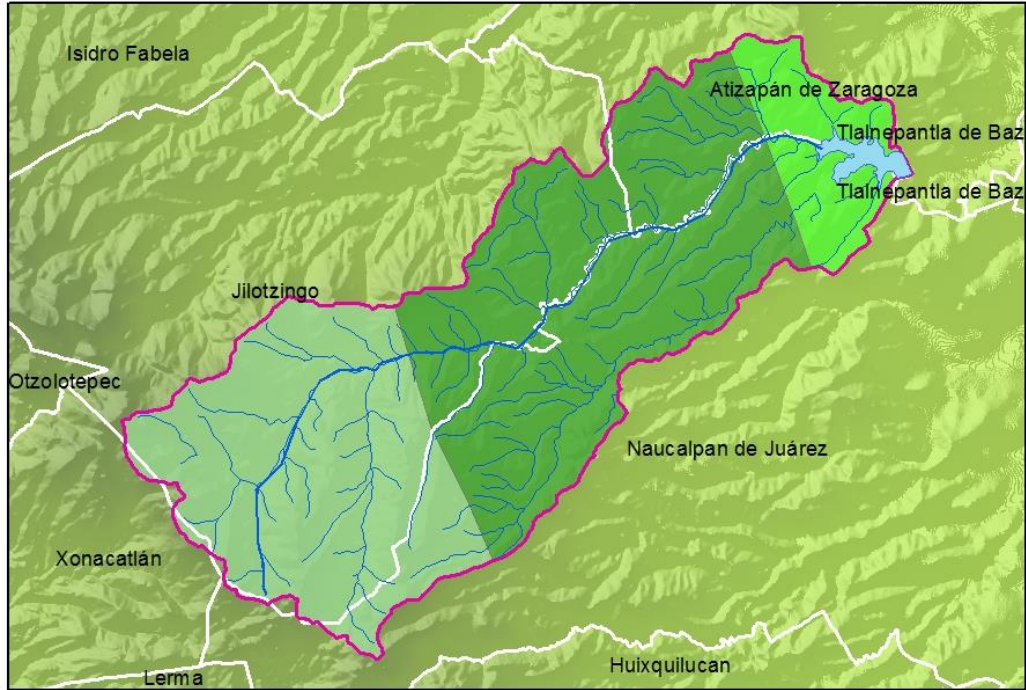 Isidro Fabela
Atizapán de Zaragoza
Tlalnepantla de Baz
Tlalnepantla de Baz
Jilotzingo
Otzolotepec
Naucalpan de Juárez
Xonacatlán
Huixquilucan
Lerma